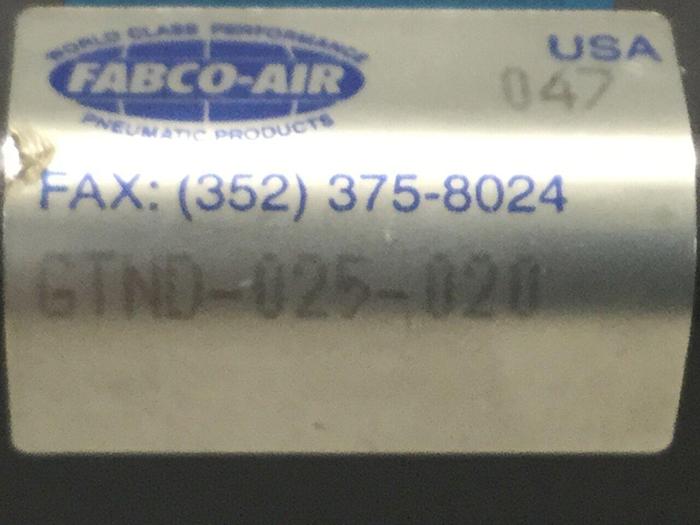 WORLD CLASS PERFORMANCE
FABCO-AIR
PNEUMATIC PRODUCTS
USA
047
FAX: (352) 375-8024
GTND-025-020